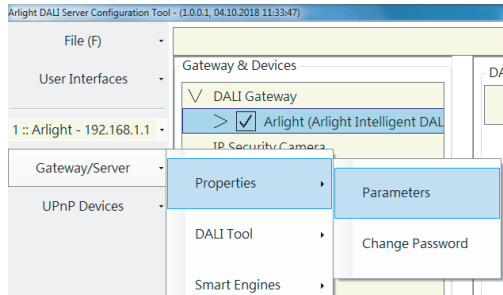 Arlight DALI Server Configuration Tool - (1.0.0.1, 04.10.2018 11:33:47)
File (F)
User Interfaces
1 :: Arlight - 192.168.1.1
Gateway/Server
UPnP Devices
Gateway & Devices
DALI Gateway
Arlight (Arlight Intelligent DAL
IP Security Camera
DA
Properties
DALI Tool
Smart Engines
Parameters
Change Password